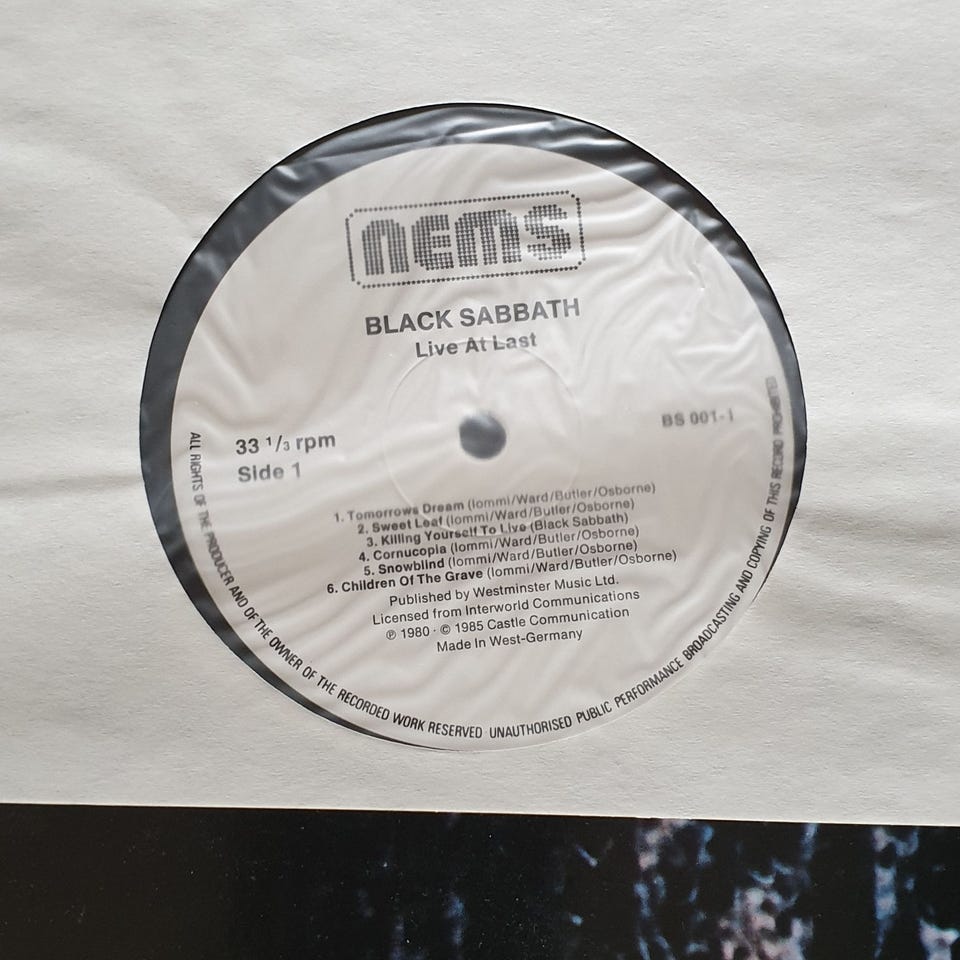 nems
BLACK SABBATH
Live At Last
33 1/3 rpm
Side 1
BS 001-1
1. Tomorrows Dream (Iommi/Ward/Butler/Osborne)
2. Sweet Leaf (Iommi/Ward/Butler/Osborne)
3. Killing Yourself To Live (Black Sabbath)
4. Cornucopia (Iommi/Ward/Butler/Osborne)
5. Snowblind (Iommi/Ward/Butler/Osborne)
6. Children Of The Grave (Iommi/Ward/Butler/Osborne)
Published by Westminster Music Ltd.
Licensed from Interworld Communications
℗ 1980 · © 1985 Castle Communication
Made In West-Germany
ALL RIGHTS OF THE PRODUCER AND OF THE OWNER OF THE RECORDED WORK RESERVED UNAUTHORISED PUBLIC PERFORMANCE BROADCASTING AND COPYING OF THIS RECORD PROHIBITED